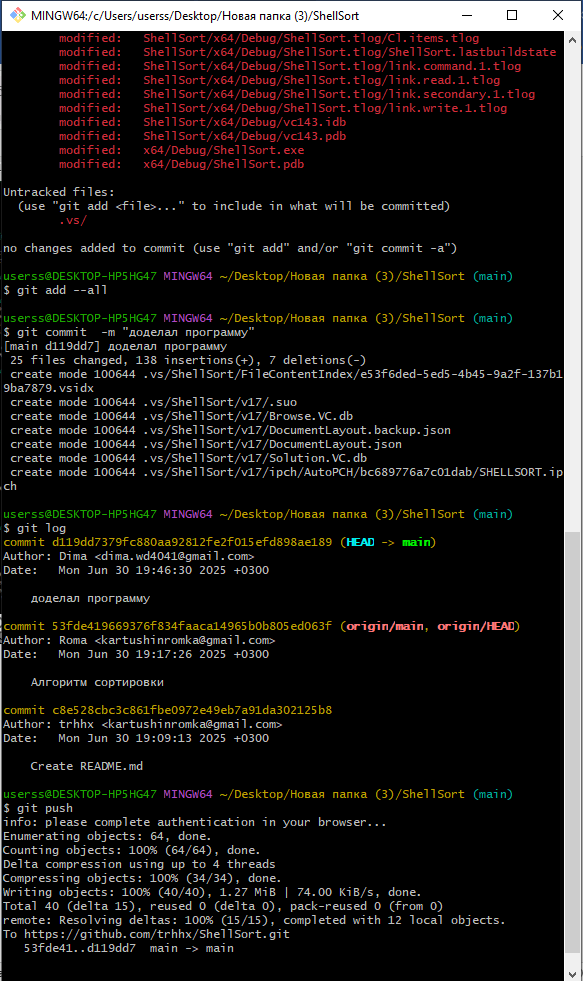 MINGW64:/c/Users/userss/Desktop/Новая папка (3)/ShellSort
modified:   ShellSort/x64/Debug/ShellSort.tlog/Cl.items.tlog
modified:   ShellSort/x64/Debug/ShellSort.tlog/ShellSort.lastbuildstate
modified:   ShellSort/x64/Debug/ShellSort.tlog/link.command.1.tlog
modified:   ShellSort/x64/Debug/ShellSort.tlog/link.read.1.tlog
modified:   ShellSort/x64/Debug/ShellSort.tlog/link.secondary.1.tlog
modified:   ShellSort/x64/Debug/ShellSort.tlog/link.write.1.tlog
modified:   ShellSort/x64/Debug/vc143.idb
modified:   ShellSort/x64/Debug/vc143.pdb
modified:   x64/Debug/ShellSort.exe
modified:   x64/Debug/ShellSort.pdb
Untracked files:
(use "git add <file>..." to include in what will be committed)
.vs/
no changes added to commit (use "git add" and/or "git commit -a")
userss@DESKTOP-HP5HG47 MINGW64 ~/Desktop/Новая папка (3)/ShellSort (main)
$ git add --all
userss@DESKTOP-HP5HG47 MINGW64 ~/Desktop/Новая папка (3)/ShellSort (main)
$ git commit  -m "доделал программу"
[main d119dd7] доделал программу
25 files changed, 138 insertions(+), 7 deletions(-)
create mode 100644 .vs/ShellSort/FileContentIndex/e53f6ded-5ed5-4b45-9a2f-137b1
9ba7879.vsidx
create mode 100644 .vs/ShellSort/v17/.suo
create mode 100644 .vs/ShellSort/v17/Browse.VC.db
create mode 100644 .vs/ShellSort/v17/DocumentLayout.backup.json
create mode 100644 .vs/ShellSort/v17/DocumentLayout.json
create mode 100644 .vs/ShellSort/v17/Solution.VC.db
create mode 100644 .vs/ShellSort/v17/ipch/AutoPCH/bc689776a7c01dab/SHELLSORT.ip
ch
userss@DESKTOP-HP5HG47 MINGW64 ~/Desktop/Новая папка (3)/ShellSort (main)
$ git log
commit d119dd7379fc880aa92812fe2f015efd898ae189 (HEAD -> main)
Author: Dima <dima.wd4041@gmail.com>
Date:   Mon Jun 30 19:46:30 2025 +0300
доделал программу
commit 53fde419669376f834faaca14965b0b805ed063f (origin/main, origin/HEAD)
Author: Roma <kartushinromka@gmail.com>
Date:   Mon Jun 30 19:17:26 2025 +0300
Алгоритм сортировки
commit c8e528cbc3c861fbe0972e49eb7a91da302125b8
Author: trhhx <kartushinromka@gmail.com>
Date:   Mon Jun 30 19:09:13 2025 +0300
Create README.md
userss@DESKTOP-HP5HG47 MINGW64 ~/Desktop/Новая папка (3)/ShellSort (main)
$ git push
info: please complete authentication in your browser...
Enumerating objects: 64, done.
Counting objects: 100% (64/64), done.
Delta compression using up to 4 threads
Compressing objects: 100% (34/34), done.
Writing objects: 100% (40/40), 1.27 MiB | 74.00 KiB/s, done.
Total 40 (delta 15), reused 0 (delta 0), pack-reused 0 (from 0)
remote: Resolving deltas: 100% (15/15), completed with 12 local objects.
To https://github.com/trhhx/ShellSort.git
53fde41..d119dd7  main -> main